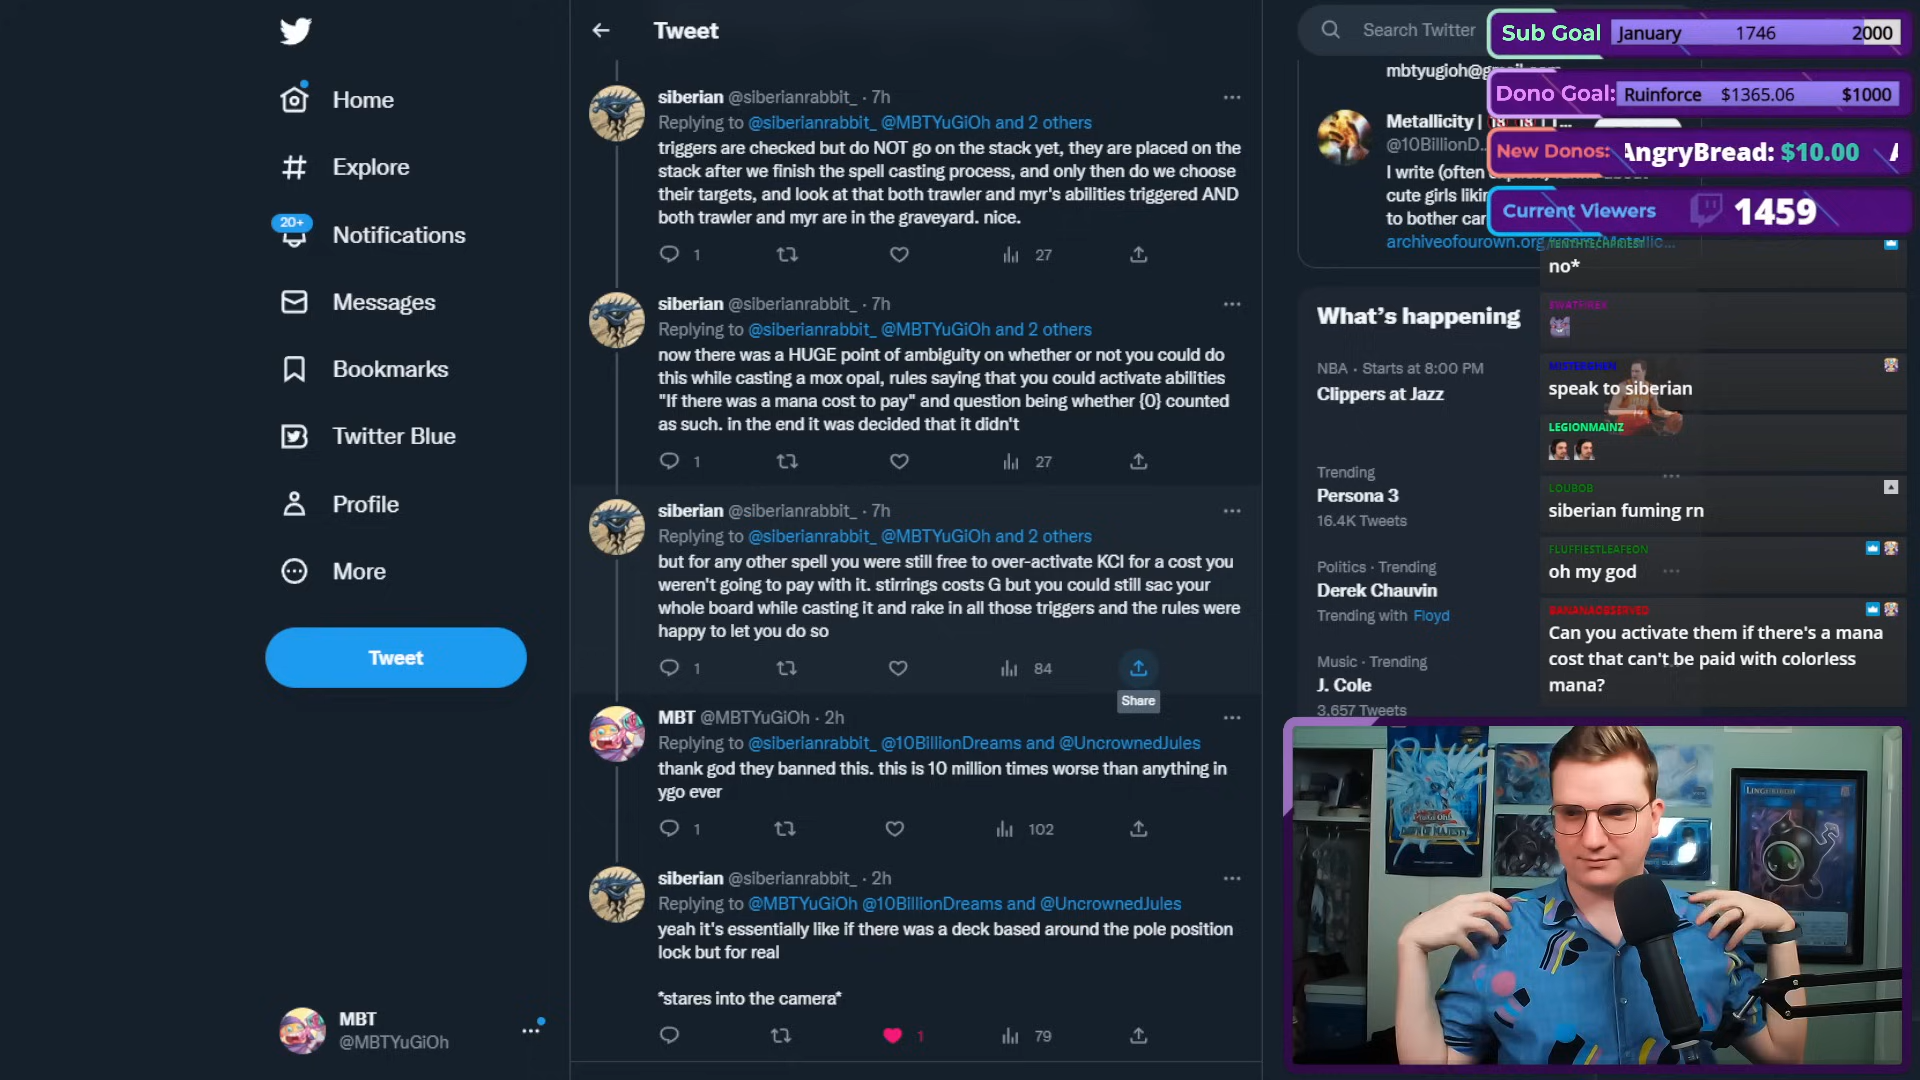 Home
Explore
20+
Notifications
Messages
Bookmarks
Twitter Blue
Profile
More
Tweet
MBT
@MBTYuGiOh
Tweet
siberian @siberianrabbit_ · 7h
Replying to @siberianrabbit_ @MBTYuGiOh and 2 others
triggers are checked but do NOT go on the stack yet, they are placed on the
stack after we finish the spell casting process, and only then do we choose
their targets, and look at that both trawler and myr's abilities triggered AND
both trawler and myr are in the graveyard. nice.
1 27
siberian @siberianrabbit_ · 7h
Replying to @siberianrabbit_ @MBTYuGiOh and 2 others
now there was a HUGE point of ambiguity on whether or not you could do
this while casting a mox opal, rules saying that you could activate abilities
"If there was a mana cost to pay" and question being whether {0} counted
as such. in the end it was decided that it didn't
1 27
siberian @siberianrabbit_ · 7h
Replying to @siberianrabbit_ @MBTYuGiOh and 2 others
but for any other spell you were still free to over-activate KCI for a cost you
weren't going to pay with it. stirrings costs G but you could still sac your
whole board while casting it and rake in all those triggers and the rules were
happy to let you do so
1 84
Share
MBT @MBTYuGiOh · 2h
Replying to @siberianrabbit_ @10BillionDreams and @UncrownedJules
thank god they banned this. this is 10 million times worse than anything in
ygo ever
1 102
siberian @siberianrabbit_ · 2h
Replying to @MBTYuGiOh @10BillionDreams and @UncrownedJules
yeah it's essentially like if there was a deck based around the pole position
lock but for real
*stares into the camera*
1 79
Search Twitter
mbtyugioh@g
Metallicity |
@10BillionD...
I write (often
cute girls likin
to bother car
archiveofourown.org/
What's happening
NBA · Starts at 8:00 PM
Clippers at Jazz
Trending
Persona 3
16.4K Tweets
Politics · Trending
Derek Chauvin
Trending with Floyd
Music · Trending
J. Cole
3,657 Tweets
Sub Goal January 1746 2000
Dono Goal: Ruinforce $1365.06 $1000
New Donos: AngryBread: $10.00
Current Viewers 1459
no*
speak to siberian
LEGIONMAINZ
LOUBOB
siberian fuming rn
FLUFFIESTLEAFEON
oh my god
BANANAOBSERVED
Can you activate them if there's a mana
cost that can't be paid with colorless
mana?
DAWN OF MAJESTY